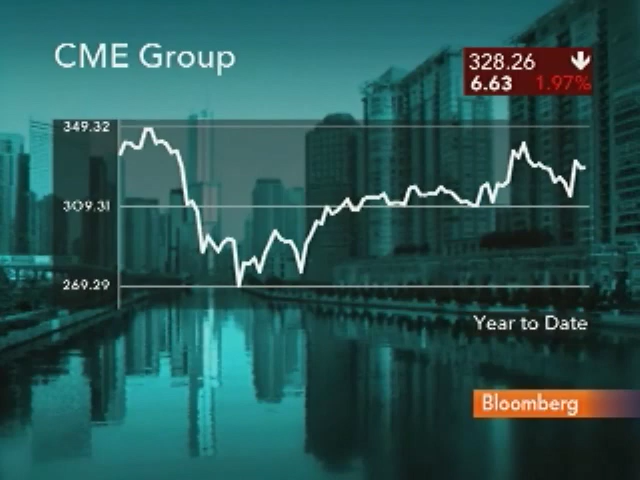 CME Group
328.26
6.63 1.97%
349.32
309.31
269.29
Year to Date
Bloomberg